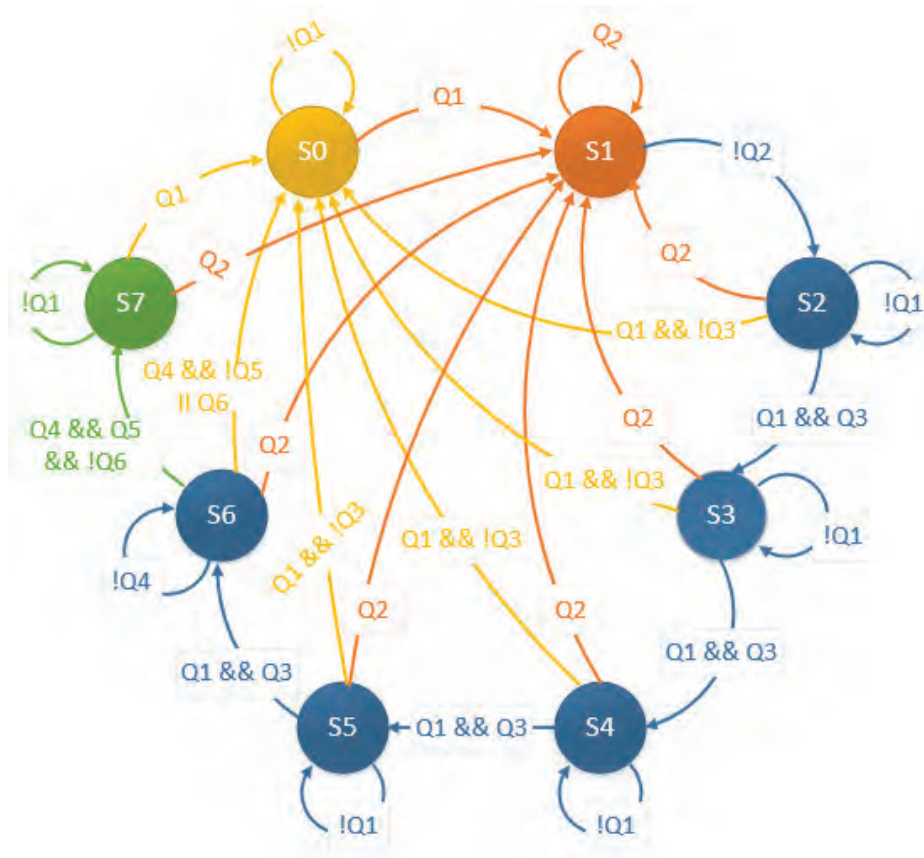 !Q1
Q2
Q1
S0
S1
!Q2
Q1
Q2
Q2
!Q1
S7
S2
!Q1
Q1 && !Q3
Q4 && !Q5
|| Q6
Q4 && Q5
&& !Q6
Q2
Q2
Q1 && Q3
Q1 && !Q3
S6
S3
!Q1
!Q4
Q1 && !Q3
Q1 && !Q3
Q2
Q2
Q1 && Q3
Q1 && Q3
S5
Q1 && Q3
S4
!Q1
!Q1